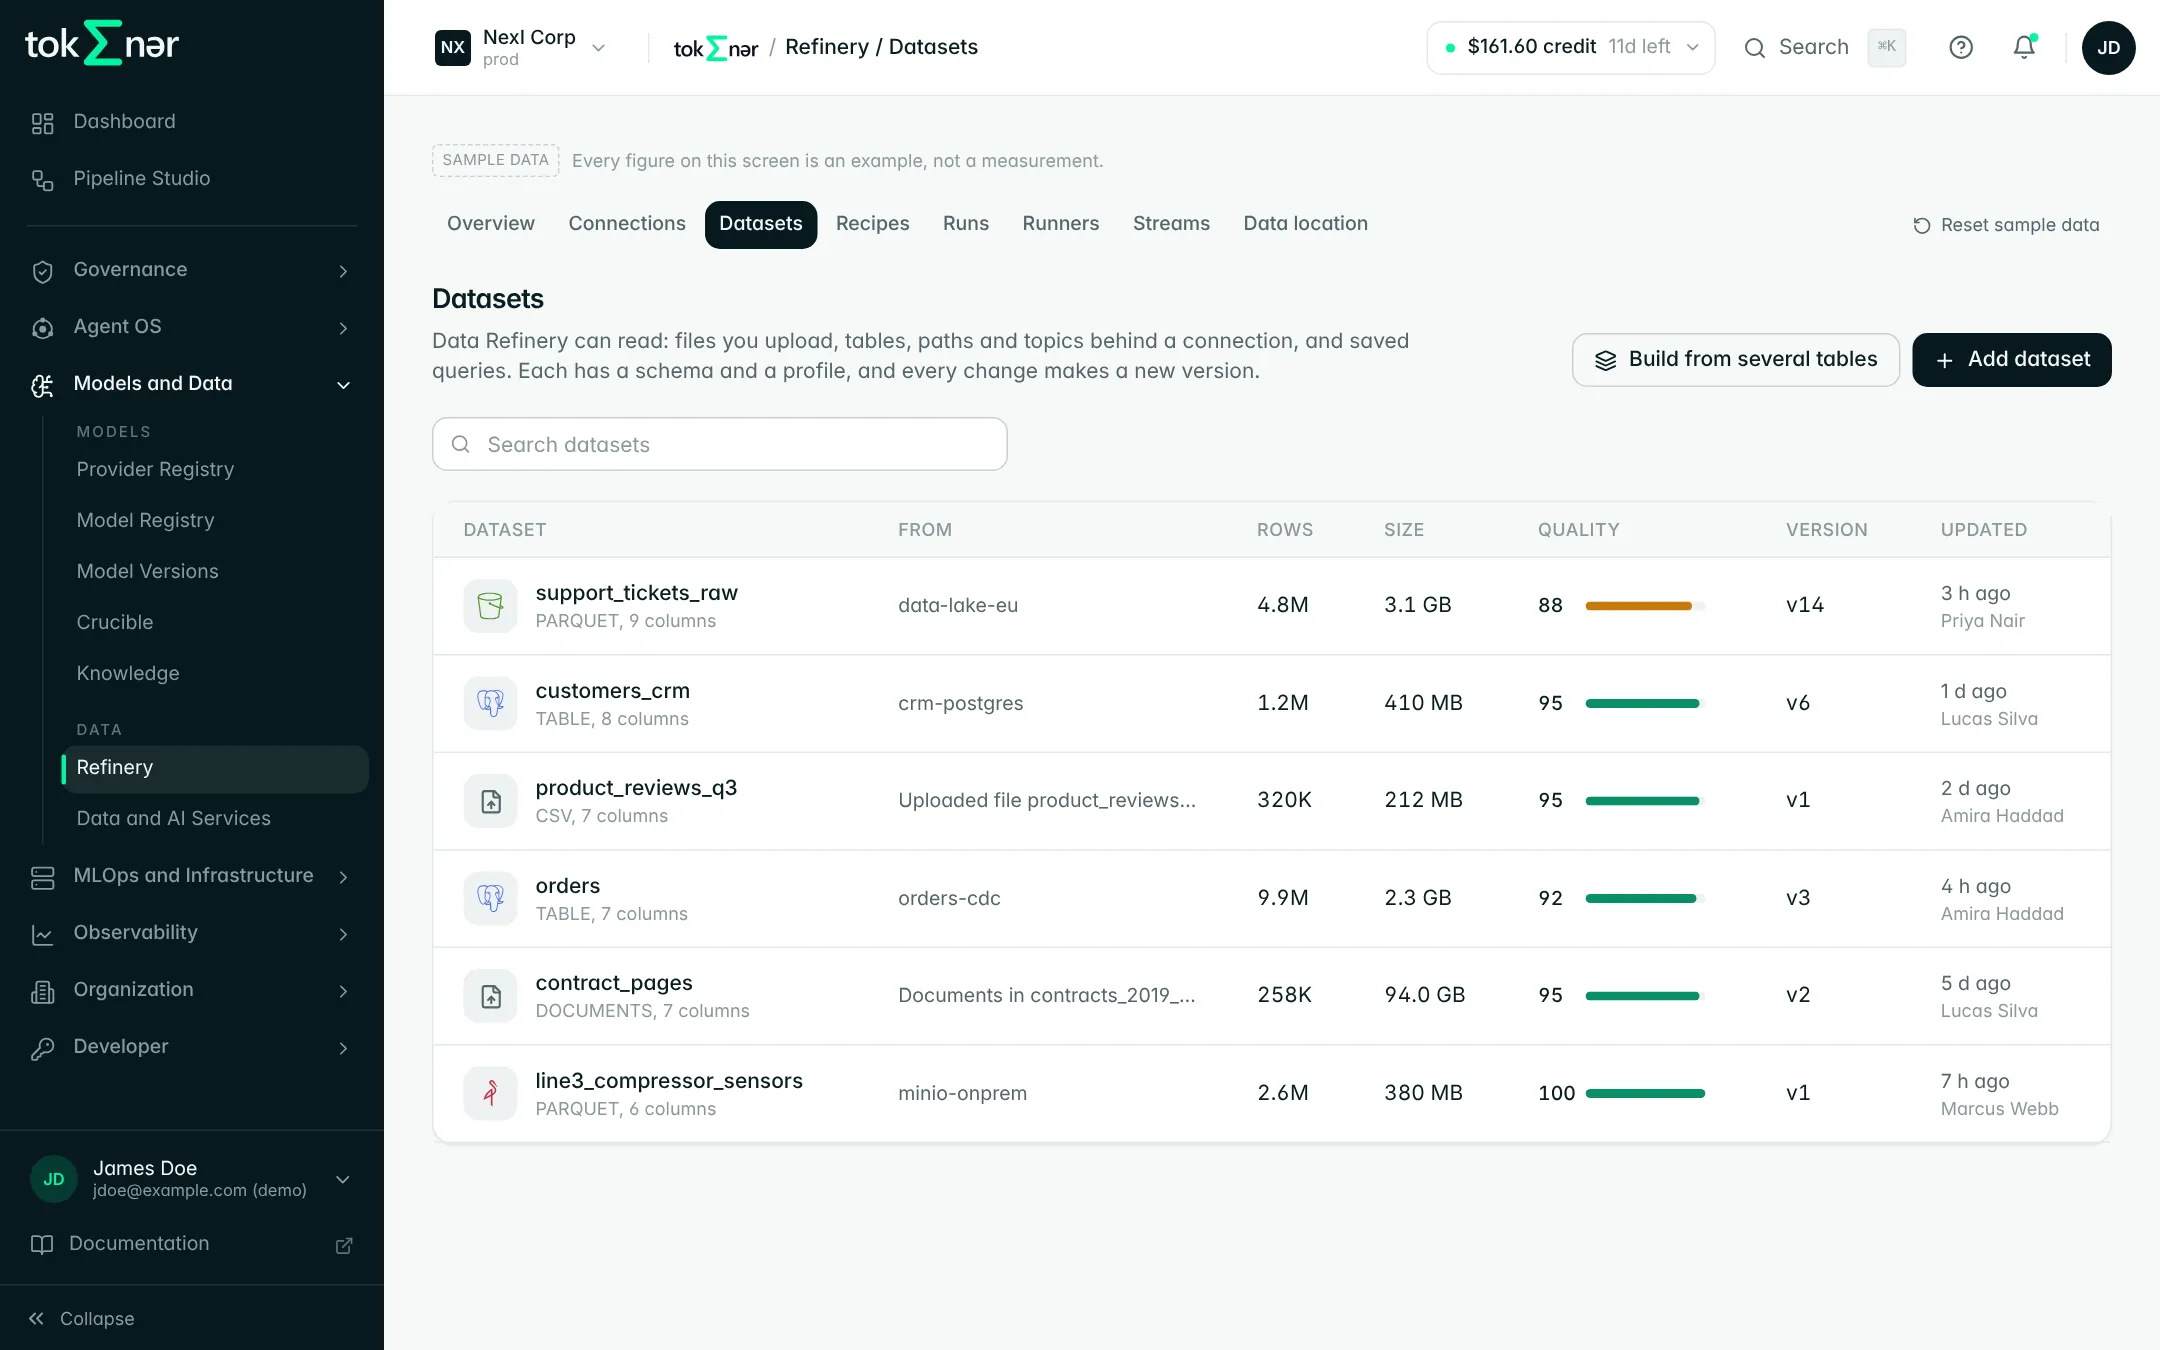 tokΣnər
Dashboard
Pipeline Studio
Governance
Agent OS
Models and Data
MODELS
Provider Registry
Model Registry
Model Versions
Crucible
Knowledge
DATA
Refinery
Data and AI Services
MLOps and Infrastructure
Observability
Organization
Developer
JD
James Doe
jdoe@example.com (demo)
Documentation
Collapse
NX
Nexl Corp
prod
tokΣnər / Refinery / Datasets
$161.60 credit 11d left
Search ⌘K
JD
SAMPLE DATA Every figure on this screen is an example, not a measurement.
Overview Connections Datasets Recipes Runs Runners Streams Data location
Reset sample data
Datasets
Data Refinery can read: files you upload, tables, paths and topics behind a connection, and saved
queries. Each has a schema and a profile, and every change makes a new version.
Build from several tables
+ Add dataset
Search datasets
DATASET FROM ROWS SIZE QUALITY VERSION UPDATED
support_tickets_raw
PARQUET, 9 columns
data-lake-eu 4.8M 3.1 GB 88 v14
3 h ago
Priya Nair
customers_crm
TABLE, 8 columns
crm-postgres 1.2M 410 MB 95 v6
1 d ago
Lucas Silva
product_reviews_q3
CSV, 7 columns
Uploaded file product_reviews... 320K 212 MB 95 v1
2 d ago
Amira Haddad
orders
TABLE, 7 columns
orders-cdc 9.9M 2.3 GB 92 v3
4 h ago
Amira Haddad
contract_pages
DOCUMENTS, 7 columns
Documents in contracts_2019_... 258K 94.0 GB 95 v2
5 d ago
Lucas Silva
line3_compressor_sensors
PARQUET, 6 columns
minio-onprem 2.6M 380 MB 100 v1
7 h ago
Marcus Webb